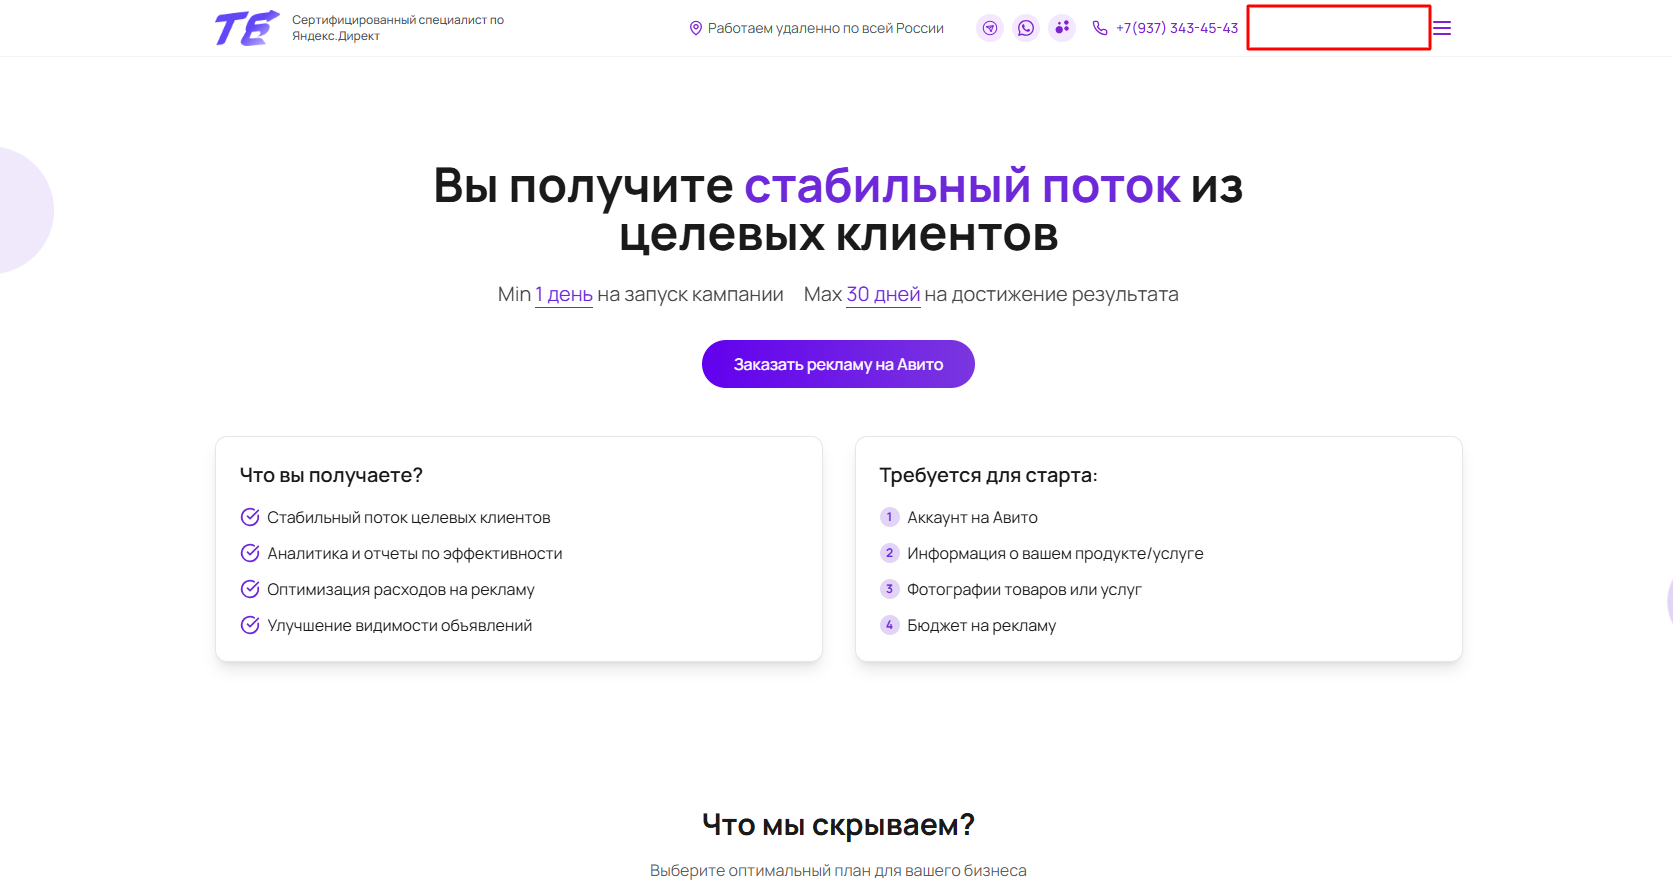 ТЕ
Сертифицированный специалист по
Яндекс.Директ
Работаем удаленно по всей России
+7(937) 343-45-43
Вы получите стабильный поток из
целевых клиентов
Min 1 день на запуск кампании Max 30 дней на достижение результата
Заказать рекламу на Авито
Что вы получаете?
Стабильный поток целевых клиентов
Аналитика и отчеты по эффективности
Оптимизация расходов на рекламу
Улучшение видимости объявлений
Требуется для старта:
1 Аккаунт на Авито
2 Информация о вашем продукте/услуге
3 Фотографии товаров или услуг
4 Бюджет на рекламу
Что мы скрываем?
Выберите оптимальный план для вашего бизнеса